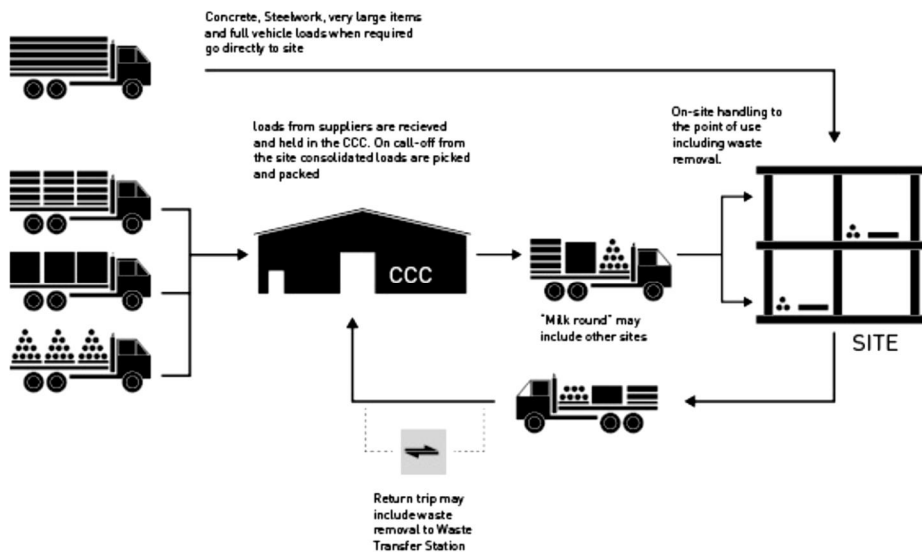 Concrete, Steelwork, very large items
and full vehicle loads when required
go directly to site
loads from suppliers are recieved
and held in the CCC. On call-off from
the site consolidated loads are picked
and packed
On-site handling to
the point of use
including waste
removal.
CCC
"Milk round" may
include other sites
SITE
Return trip may
include waste
removal to Waste
Transfer Station